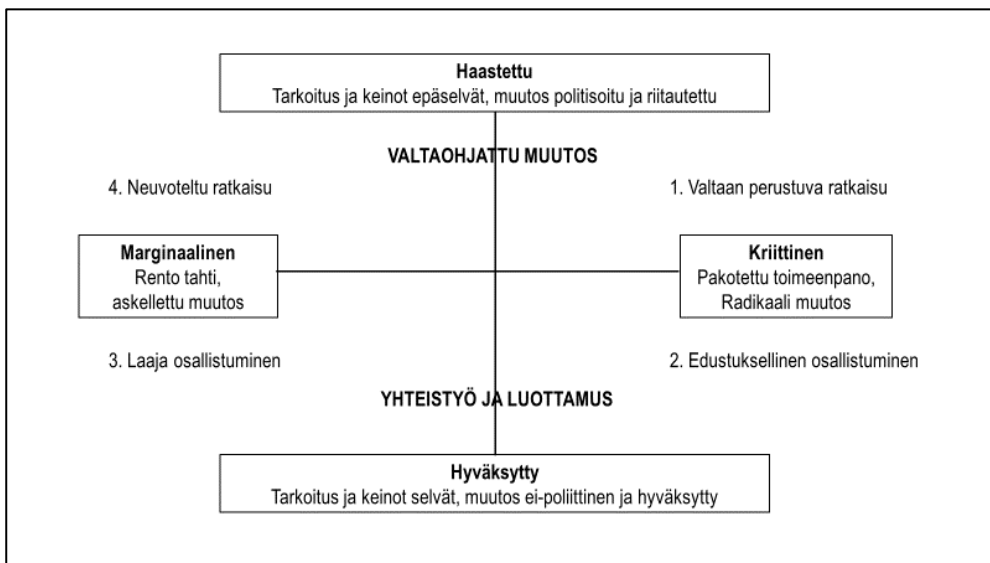 Haastettu
Tarkoitus ja keinot epäselvät, muutos politisoitu ja riitautettu
VALTAOHJATTU MUUTOS
4. Neuvoteltu ratkaisu
1. Valtaan perustuva ratkaisu
Marginaalinen
Rento tahti,
askellettu muutos
Kriittinen
Pakotettu toimeenpano,
Radikaali muutos
3. Laaja osallistuminen
2. Edustuksellinen osallistuminen
YHTEISTYÖ JA LUOTTAMUS
Hyväksytty
Tarkoitus ja keinot selvät, muutos ei-poliittinen ja hyväksytty